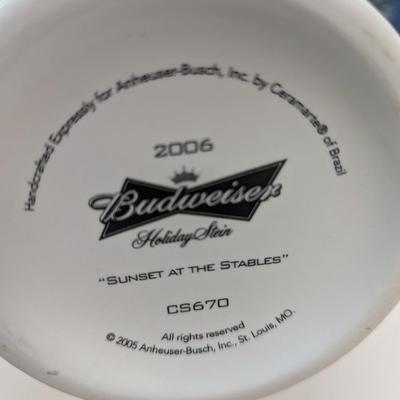 Handcrafted Expressly for Anheuser-Busch, Inc. by Ceramarte® of Brazil
2006
Budweiser
Holiday Stein
"SUNSET AT THE STABLES"
CS670
All rights reserved
© 2005 Anheuser-Busch, Inc., St. Louis, MO.